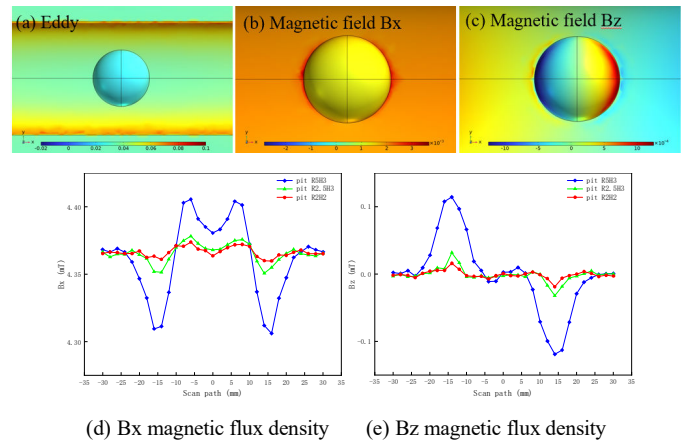 (a) Eddy
(b) Magnetic field Bx
(c) Magnetic field Bz
y
z x
-0.02 0 0.02 0.04 0.06 0.08 0.1
y
-2 -1 0 1 2 3
y
-10 -5 0 5 10
pit R5H3
pit R2.5H3
pit R2H2
4.40
4.35
4.30
Bx (mT)
-35 -30 -25 -20 -15 -10 -5 0 5 10 15 20 25 30 35
Scan path (mm)
pit R5H3
pit R2.5H3
pit R2H2
0.1
0.0
-0.1
Bz (mT)
-35 -30 -25 -20 -15 -10 -5 0 5 10 15 20 25 30 35
Scan path (mm)
(d) Bx magnetic flux density
(e) Bz magnetic flux density